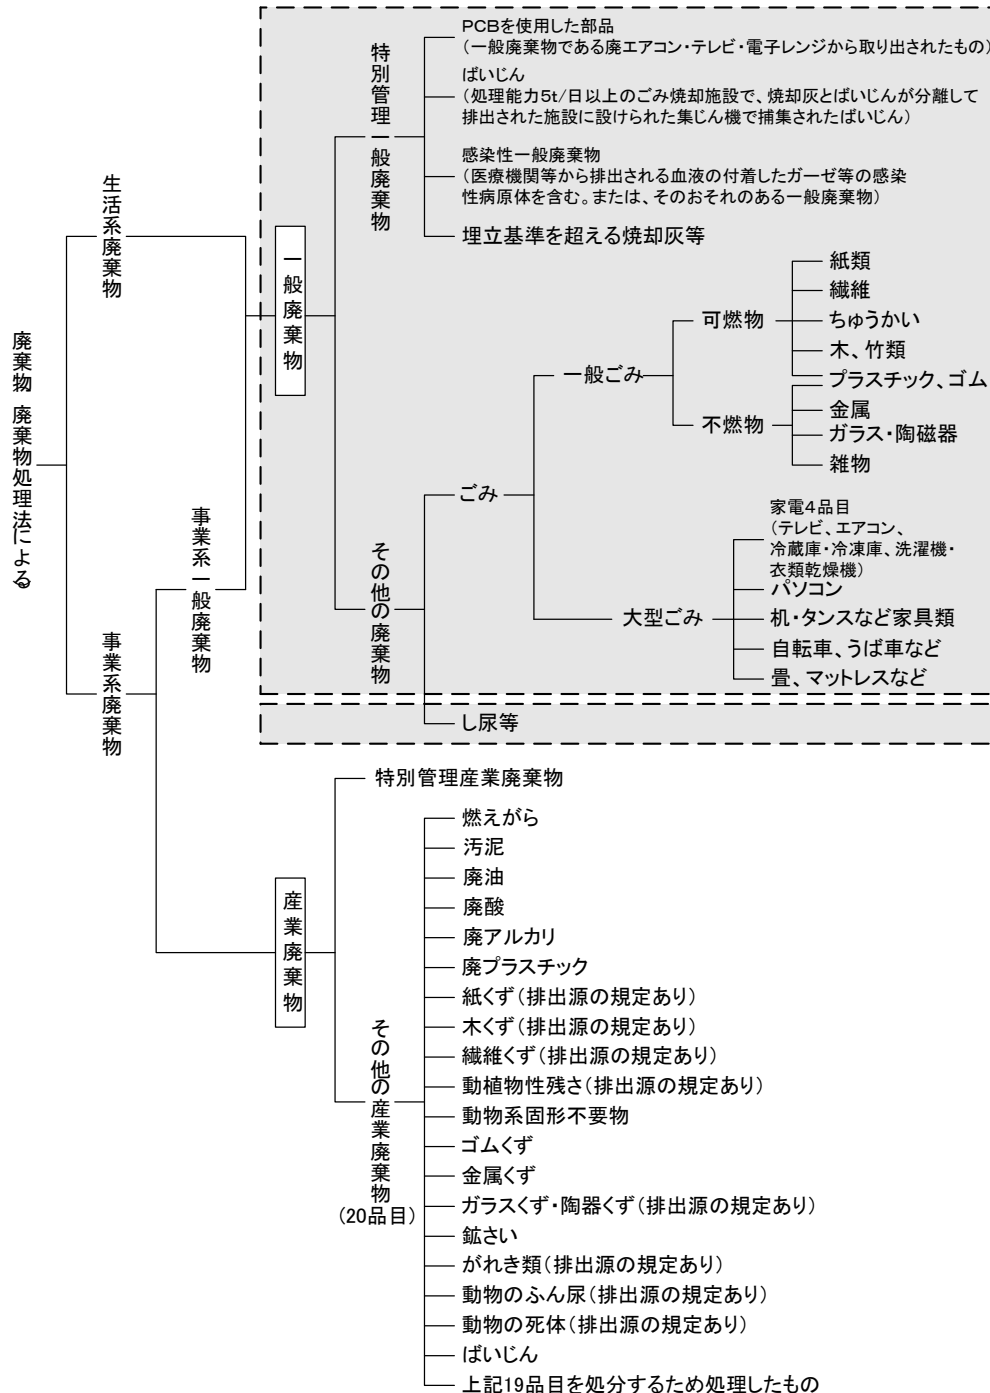 廃棄物 廃棄物処理法による
生活系廃棄物
事業系廃棄物
事業系一般廃棄物
一般廃棄物
特別管理一般廃棄物
PCBを使用した部品
(一般廃棄物である廃エアコン・テレビ・電子レンジから取り出されたもの)
ばいじん
(処理能力5t/日以上のごみ焼却施設で、焼却灰とばいじんが分離して
排出された施設に設けられた集じん機で捕集されたばいじん)
感染性一般廃棄物
(医療機関等から排出される血液の付着したガーゼ等の感染
性病原体を含む。または、そのおそれのある一般廃棄物)
埋立基準を超える焼却灰等
その他の廃棄物
ごみ
一般ごみ
可燃物
紙類
繊維
ちゅうかい
木、竹類
プラスチック、ゴム
不燃物
金属
ガラス・陶磁器
雑物
大型ごみ
家電4品目
(テレビ、エアコン、
冷蔵庫・冷凍庫、洗濯機・
衣類乾燥機)
パソコン
机・タンスなど家具類
自転車、うば車など
畳、マットレスなど
し尿等
産業廃棄物
特別管理産業廃棄物
その他の産業廃棄物
(20品目)
燃えがら
汚泥
廃油
廃酸
廃アルカリ
廃プラスチック
紙くず(排出源の規定あり)
木くず(排出源の規定あり)
繊維くず(排出源の規定あり)
動植物性残さ(排出源の規定あり)
動物系固形不要物
ゴムくず
金属くず
ガラスくず・陶器くず(排出源の規定あり)
鉱さい
がれき類(排出源の規定あり)
動物のふん尿(排出源の規定あり)
動物の死体(排出源の規定あり)
ばいじん
上記19品目を処分するため処理したもの